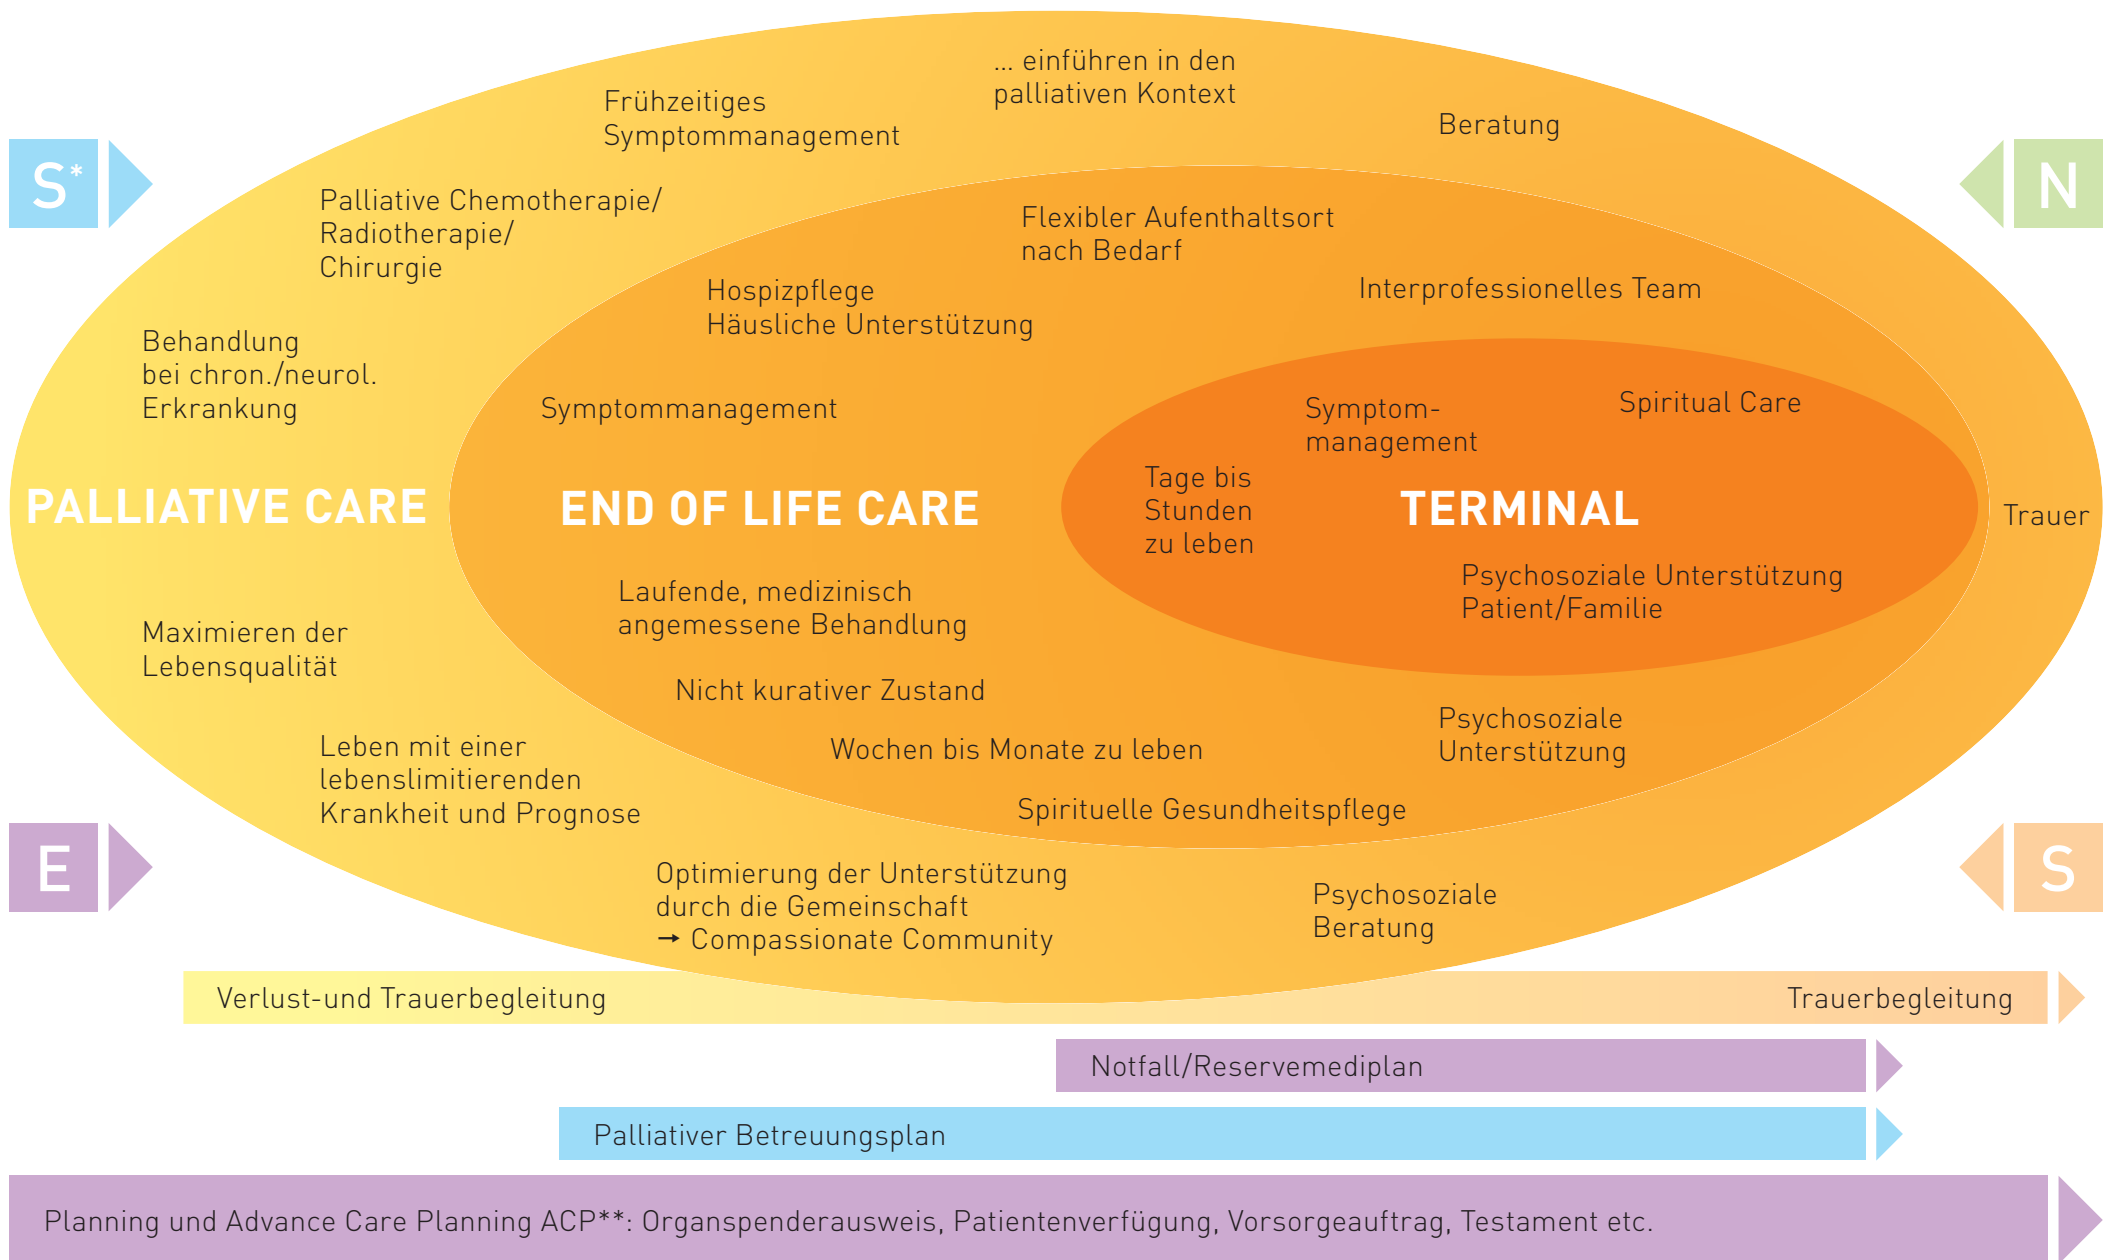 ... einführen in den
palliativen Kontext
Frühzeitiges
Symptommanagement
Beratung
S*
N
Palliative Chemotherapie/
Radiotherapie/
Chirurgie
Flexibler Aufenthaltsort
nach Bedarf
Hospizpflege
Häusliche Unterstützung
Interprofessionelles Team
Behandlung
bei chron./neurol.
Erkrankung
Symptommanagement
Symptom-
management
Spiritual Care
Tage bis
Stunden
zu leben
PALLIATIVE CARE
END OF LIFE CARE
TERMINAL
Trauer
Laufende, medizinisch
angemessene Behandlung
Psychosoziale Unterstützung
Patient/Familie
Maximieren der
Lebensqualität
Nicht kurativer Zustand
Psychosoziale
Unterstützung
Leben mit einer
lebenslimitierenden
Krankheit und Prognose
Wochen bis Monate zu leben
Spirituelle Gesundheitspflege
E
S
Optimierung der Unterstützung
durch die Gemeinschaft
→ Compassionate Community
Psychosoziale
Beratung
Verlust-und Trauerbegleitung
Trauerbegleitung
Notfall/Reservemediplan
Palliativer Betreuungsplan
Planning und Advance Care Planning ACP**: Organspenderausweis, Patientenverfügung, Vorsorgeauftrag, Testament etc.